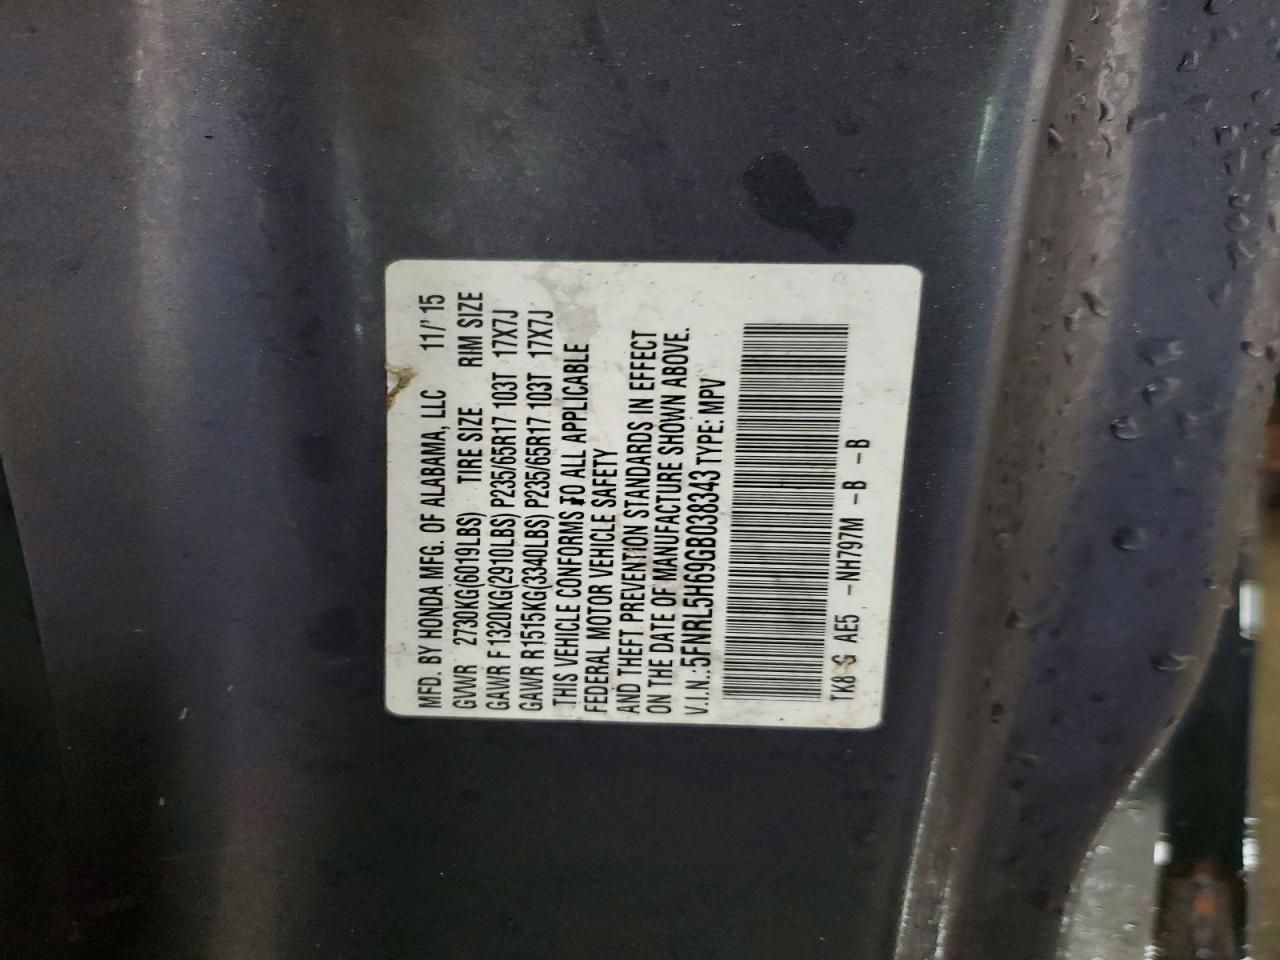 MFD. BY HONDA MFG. OF ALABAMA, LLC 11/' 15
GVWR 2730KG(6019LBS) TIRE SIZE RIM SIZE
GAWR F 1320KG(2910LBS) P235/65R17 103T 17X7J
GAWR R1515KG(3340LBS) P235/65R17 103T 17X7J
THIS VEHICLE CONFORMS TO ALL APPLICABLE
FEDERAL MOTOR VEHICLE SAFETY
AND THEFT PREVENTION STANDARDS IN EFFECT
ON THE DATE OF MANUFACTURE SHOWN ABOVE.
V.I.N.:5FNRL5H69GB038343 TYPE: MPV
TK8 G AE5 -NH797M -B -B